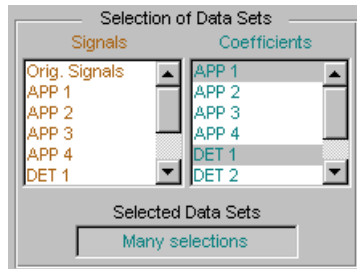 Selection of Data Sets
Signals Coefficients
Orig. Signals
APP 1
APP 2
APP 3
APP 4
DET 1
APP 1
APP 2
APP 3
APP 4
DET 1
DET 2
Selected Data Sets
Many selections